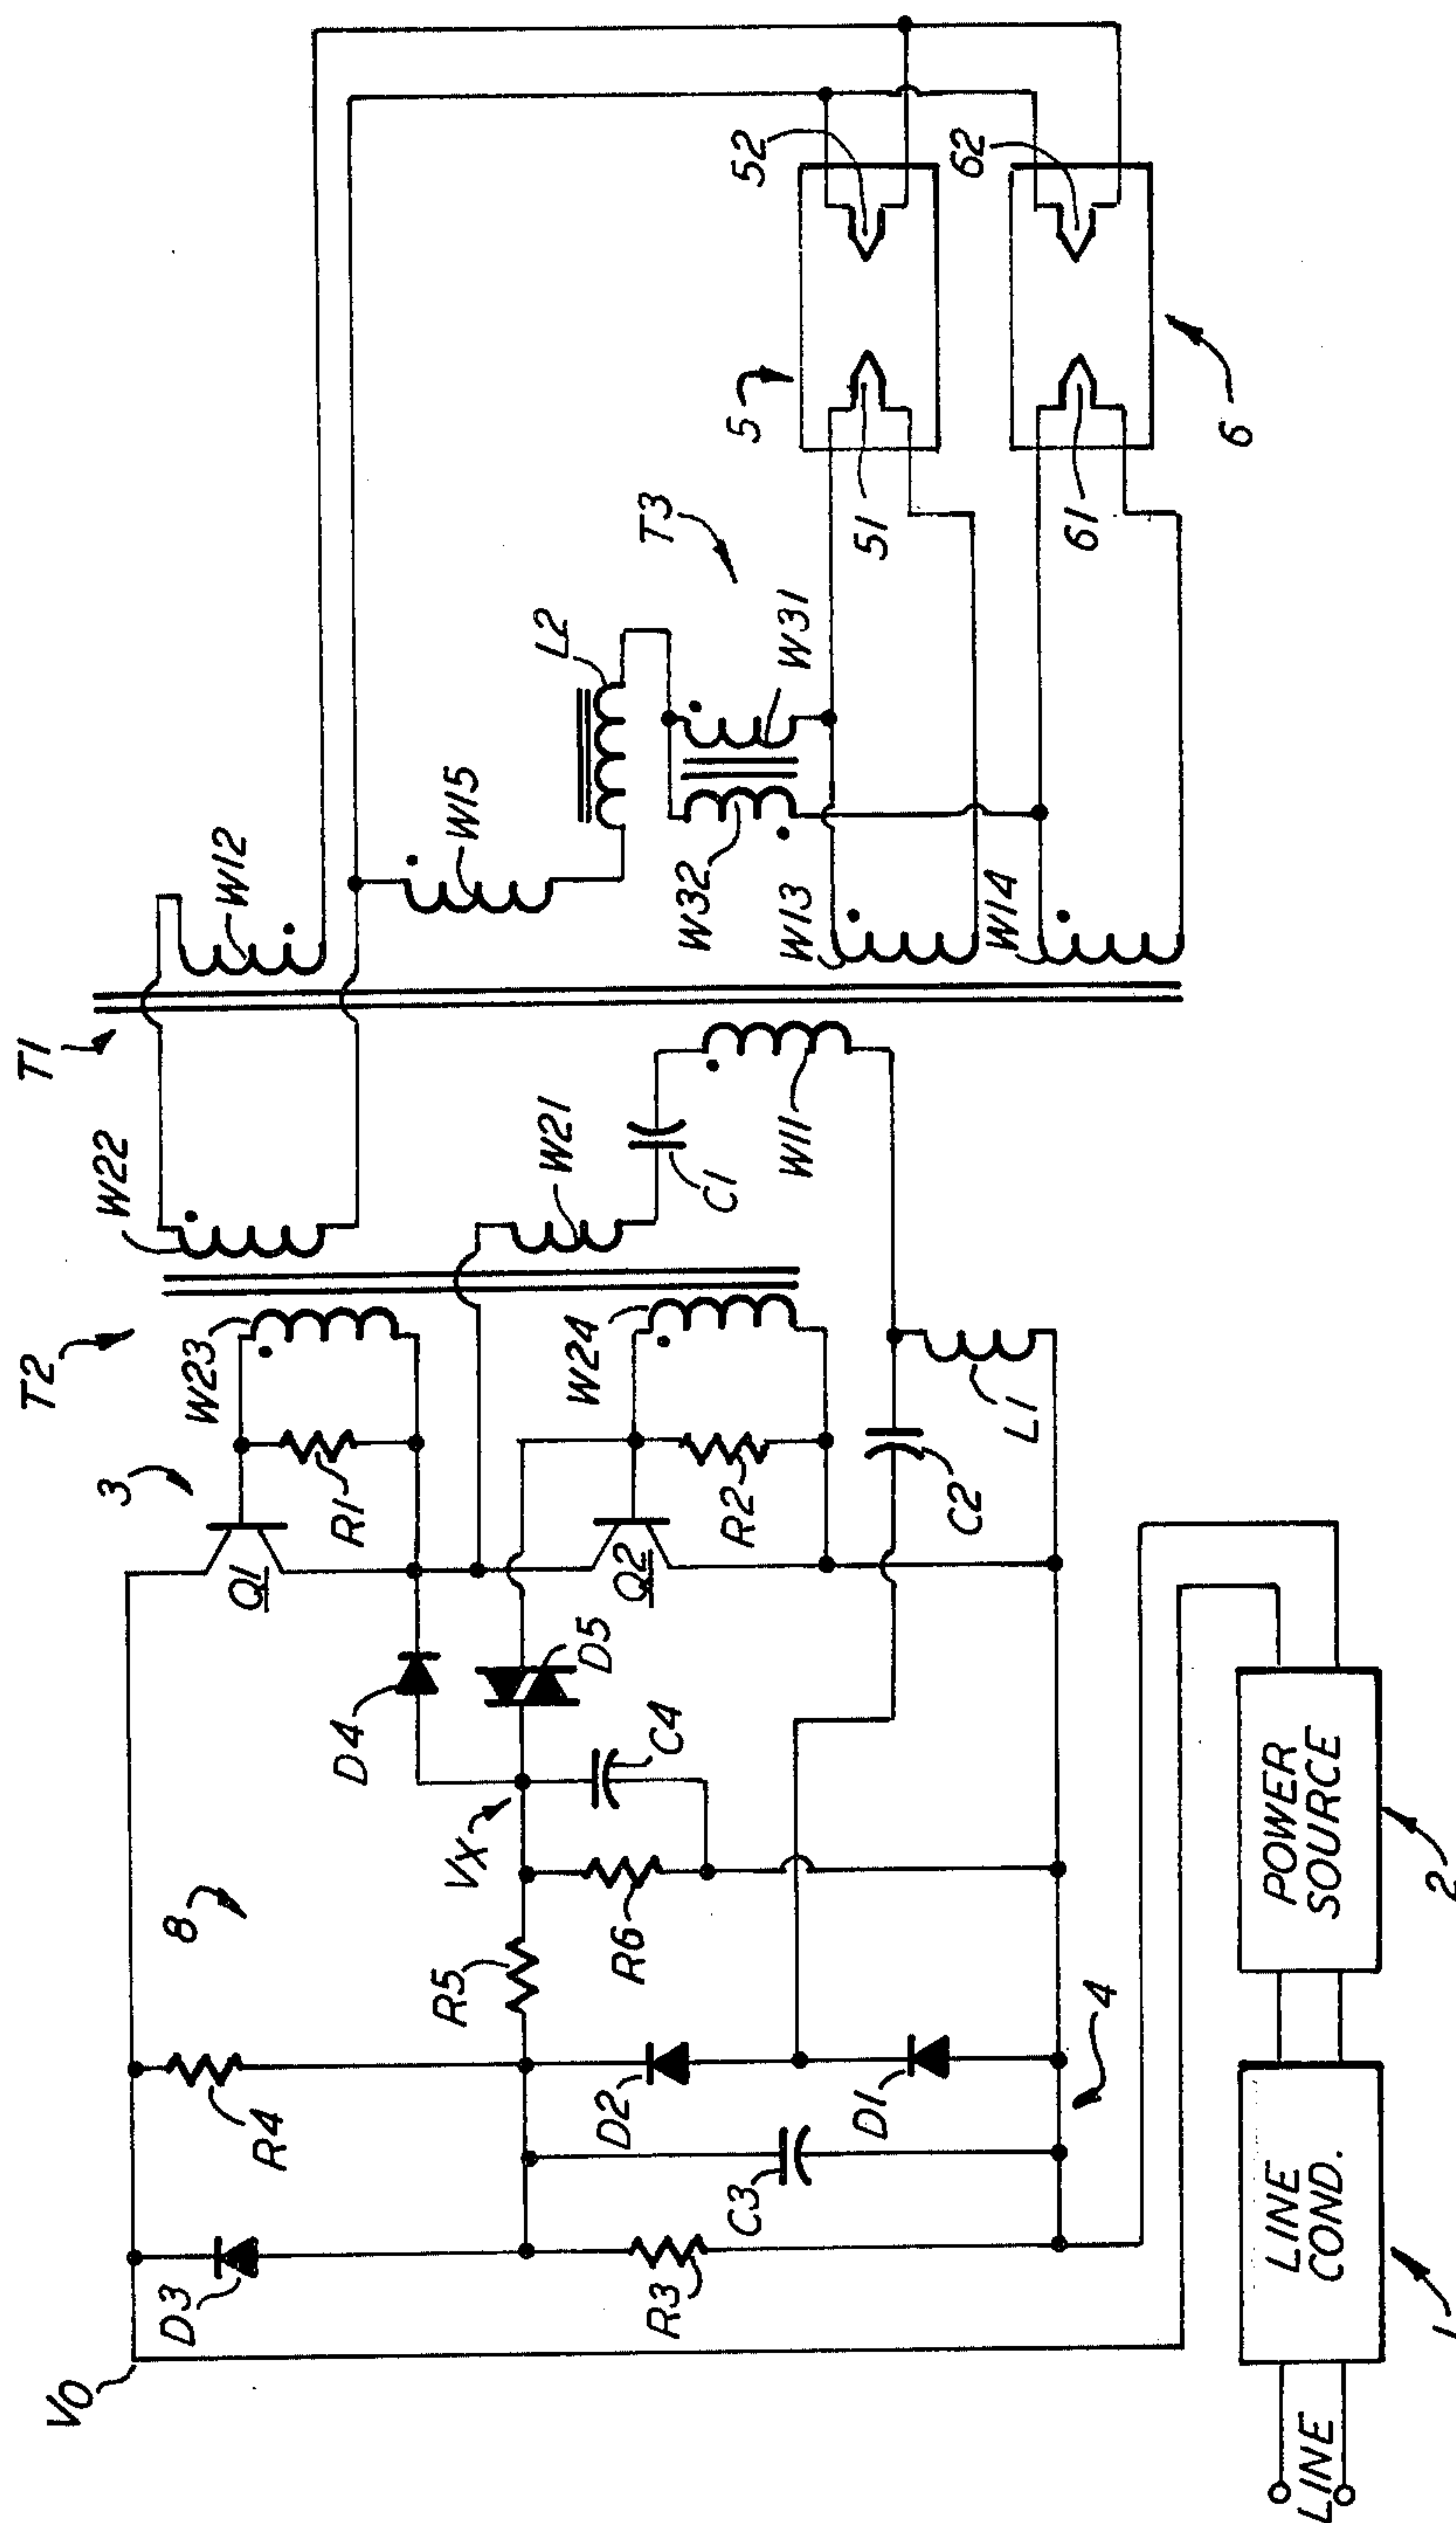 T1
T2
W22
W12
W23
3
8
R1
Q1
W15
L2
T3
W21
W32
W31
C1
W24
D4
R4
D3
VO
D5
VX
R5
C4
R6
Q2
R2
W11
W13
W14
5
52
51
62
61
6
D2
D1
C3
R3
C2
L1
4
LINE
LINE
COND.
1
POWER
SOURCE
2